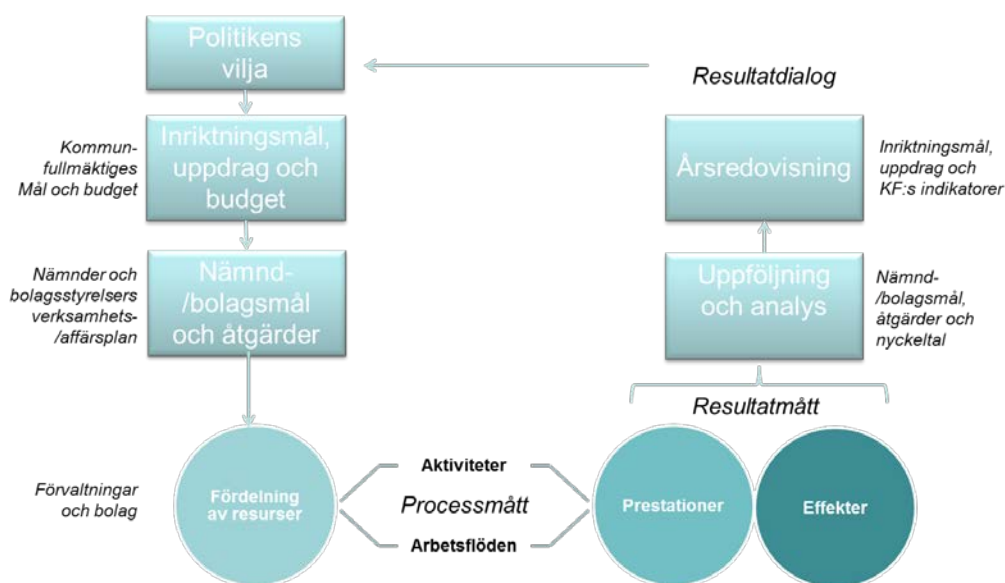 Politikens
vilja
Resultatdialog
Kommun-
fullmäktiges
Mål och budget
Inriktningsmål,
uppdrag och
budget
Årsredovisning
Inriktningsmål,
uppdrag och
KF:s indikatorer
Nämnder och
bolagsstyrelsers
verksamhets-
/affärsplan
Nämnd-
/bolagsmål
och åtgärder
Uppföljning
och analys
Nämnd-
/bolagsmål,
åtgärder och
nyckeltal
Resultatmått
Förvaltningar
och bolag
Fördelning
av resurser
Aktiviteter
Processmått
Arbetsflöden
Prestationer
Effekter